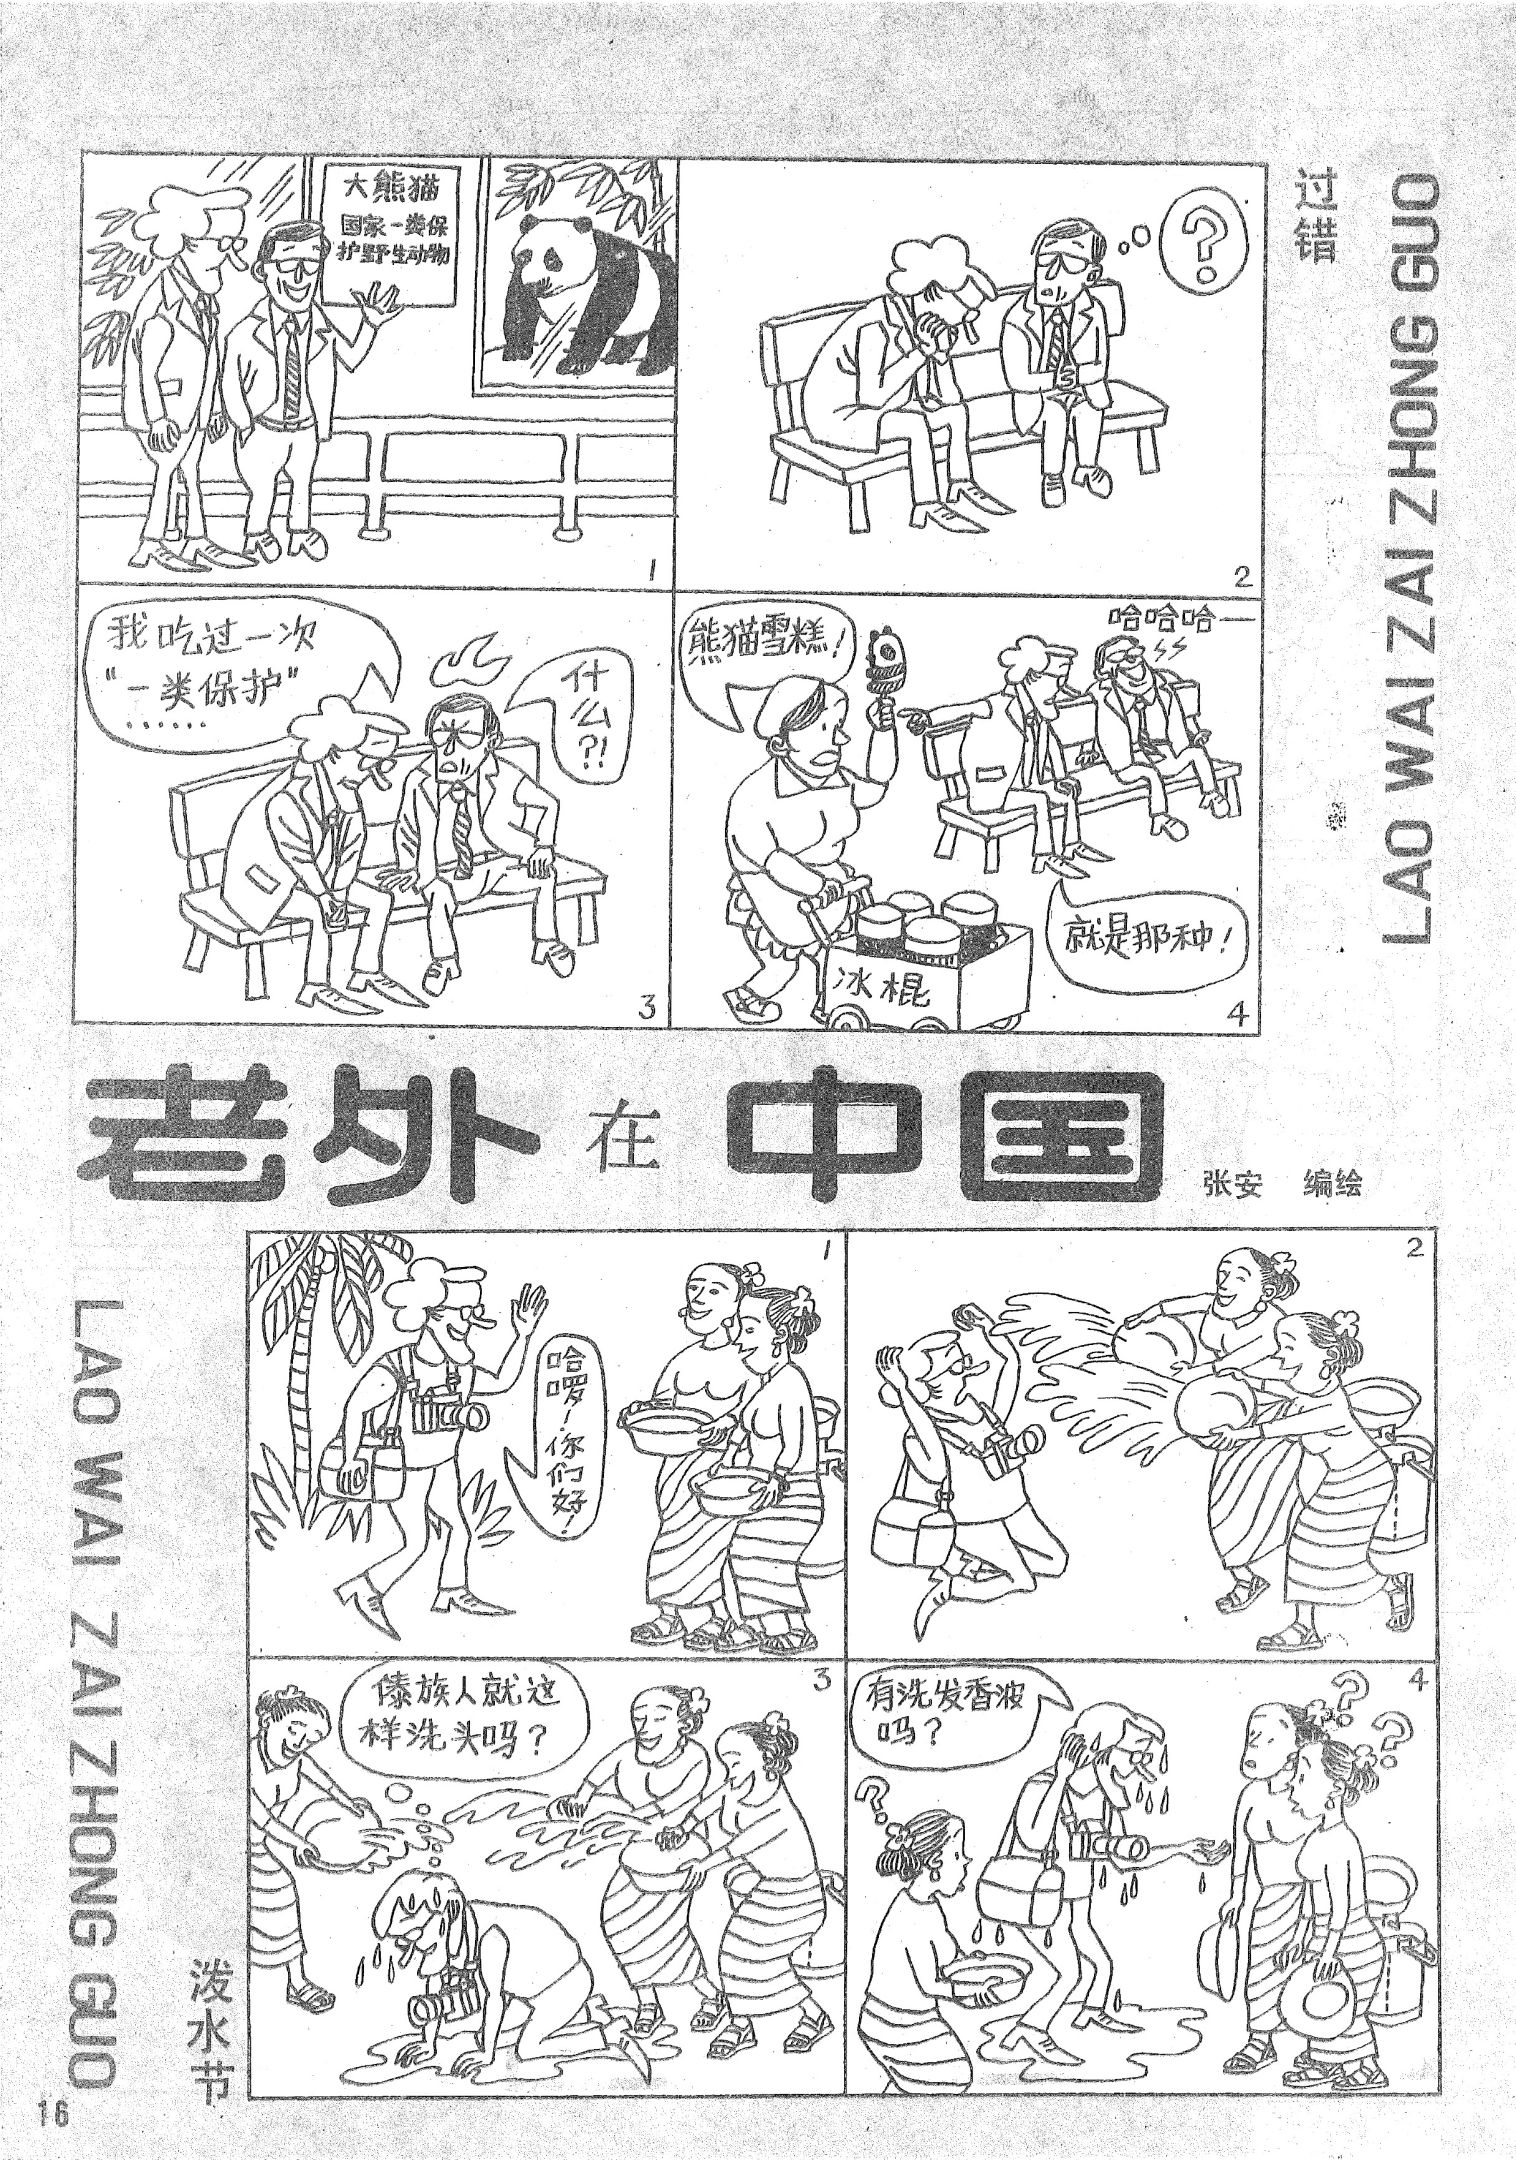 过错
LAO WAI ZAI ZHONG GUO
大熊猫
国家一类保
护野生动物
1
?
2
我吃过一次
“一类保护”
......
什
么
?!
3
熊猫雪糕!
哈哈哈—
冰棍
就是那种!
4
老外在中国
张安 编绘
LAO WAI ZAI ZHONG GUO
泼水节
哈
啰!
你
们
好!
1
2
傣族人就这
样洗头吗?
3
有洗发香波
吗?
?
?
?
4
16